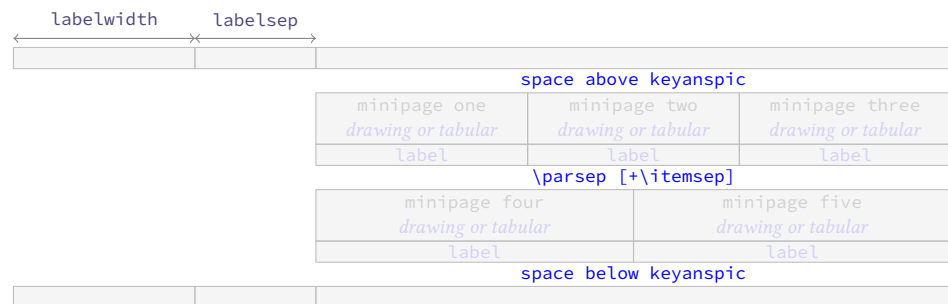 labelwidth labelsep
space above keyanspic
minipage one minipage two minipage three
drawing or tabular drawing or tabular drawing or tabular
label label label
\parsep [+\itemsep]
minipage four minipage five
drawing or tabular drawing or tabular
label label
space below keyanspic